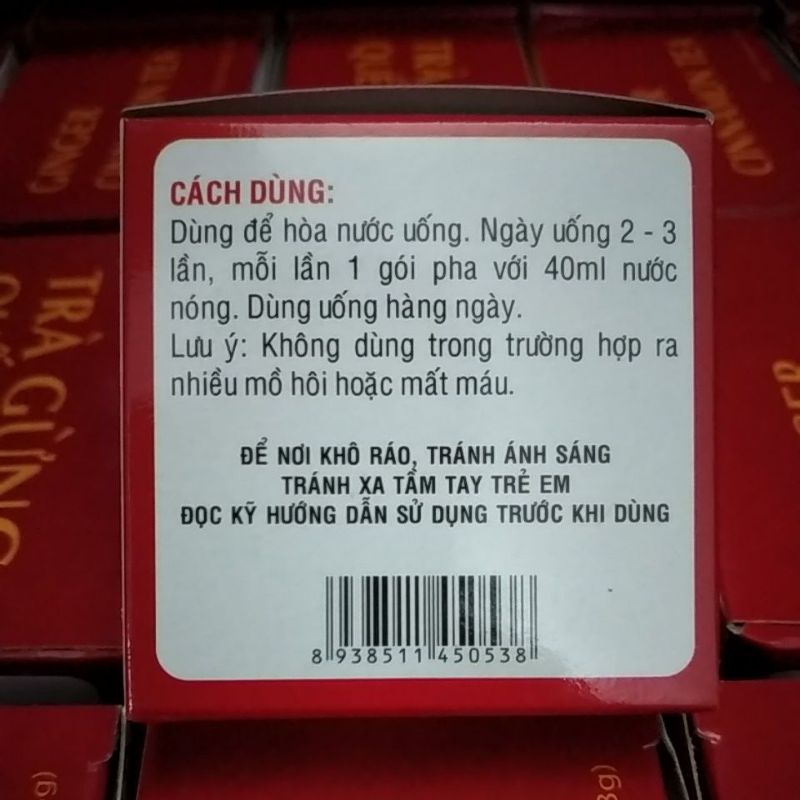 CÁCH DÙNG:
Dùng để hòa nước uống. Ngày uống 2 - 3
lần, mỗi lần 1 gói pha với 40ml nước
nóng. Dùng uống hàng ngày.
Lưu ý: Không dùng trong trường hợp ra
nhiều mồ hôi hoặc mất máu.
ĐỂ NƠI KHÔ RÁO, TRÁNH ÁNH SÁNG
TRÁNH XA TẦM TAY TRẺ EM
ĐỌC KỸ HƯỚNG DẪN SỬ DỤNG TRƯỚC KHI DÙNG
8 938511 450538
TRÀ GỪNG
TRÀ